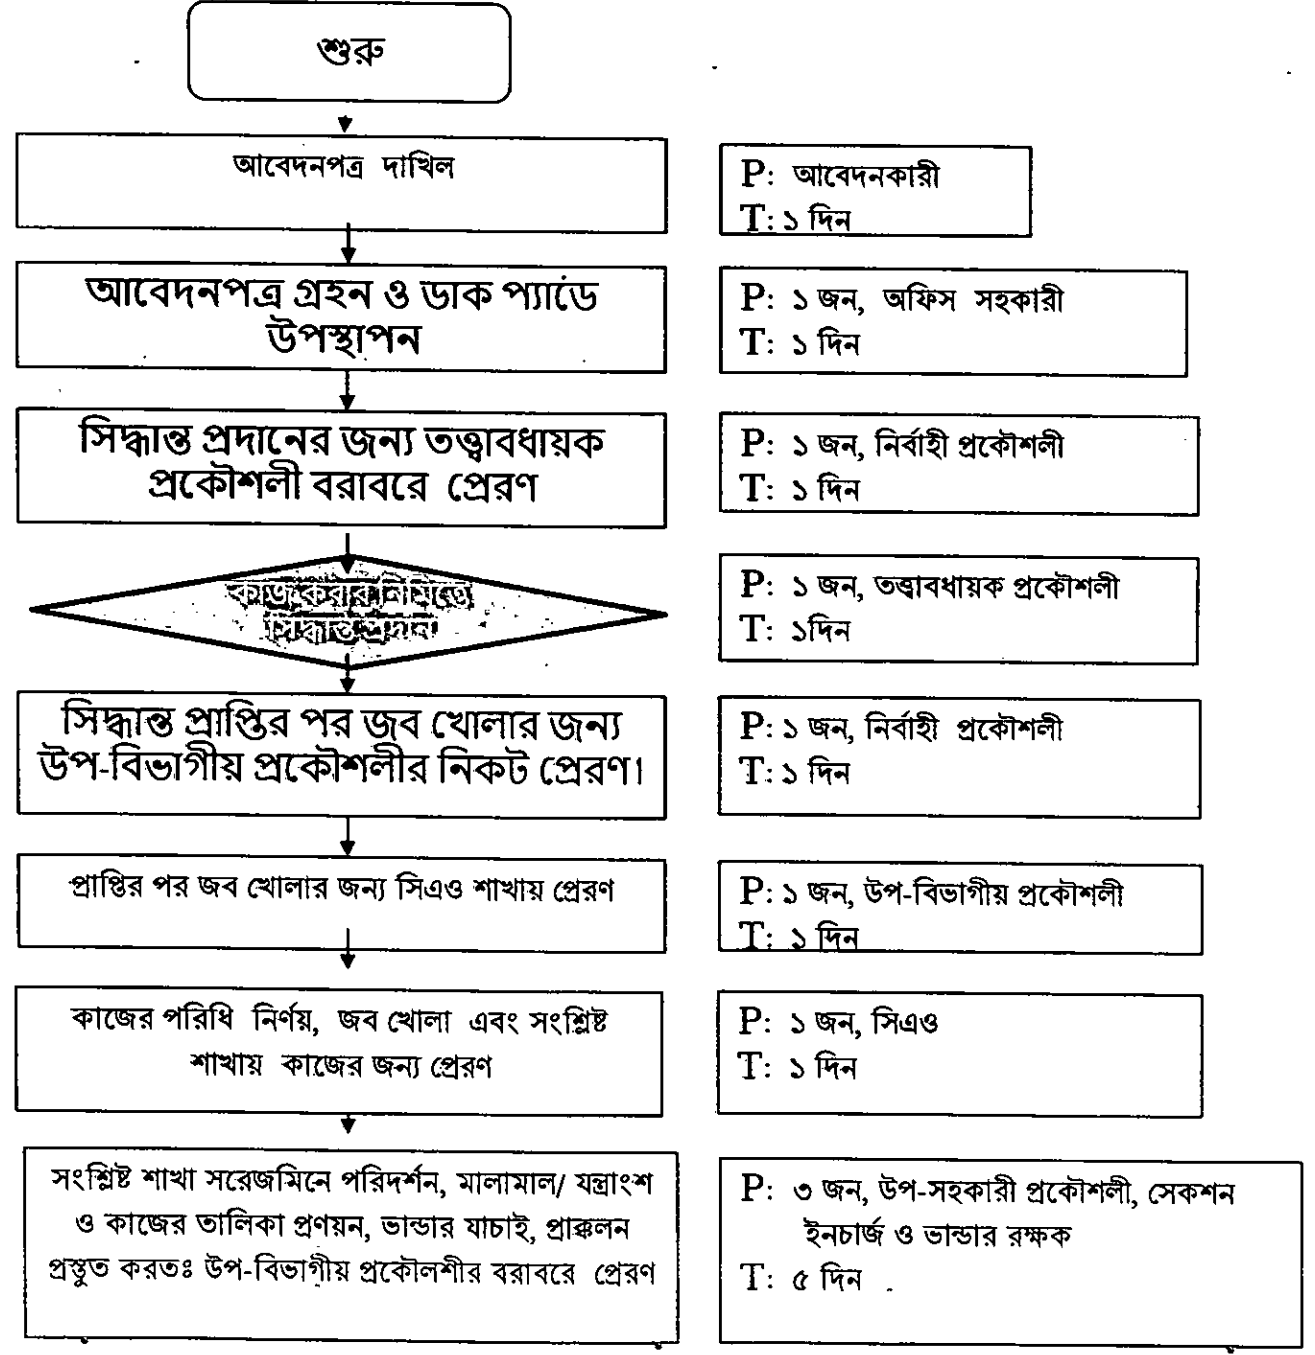 শুরু
আবেদনপত্র দাখিল
P: আবেদনকারী
T: ১ দিন
আবেদনপত্র গ্রহন ও ডাক প্যাডে
উপস্থাপন
P: ১ জন, অফিস সহকারী
T: ১ দিন
সিদ্ধান্ত প্রদানের জন্য তত্ত্বাবধায়ক
প্রকৌশলী বরাবরে প্রেরণ
P: ১ জন, নির্বাহী প্রকৌশলী
T: ১ দিন
কাজ করার নিমিত্তে
সিদ্ধান্ত প্রদান
P: ১ জন, তত্ত্বাবধায়ক প্রকৌশলী
T: ১দিন
সিদ্ধান্ত প্রাপ্তির পর জব খোলার জন্য
উপ-বিভাগীয় প্রকৌশলীর নিকট প্রেরণ।
P: ১ জন, নির্বাহী প্রকৌশলী
T: ১ দিন
প্রাপ্তির পর জব খোলার জন্য সিএও শাখায় প্রেরণ
P: ১ জন, উপ-বিভাগীয় প্রকৌশলী
T: ১ দিন
কাজের পরিধি নির্ণয়, জব খোলা এবং সংশ্লিষ্ট
শাখায় কাজের জন্য প্রেরণ
P: ১ জন, সিএও
T: ১ দিন
সংশ্লিষ্ট শাখা সরেজমিনে পরিদর্শন, মালামাল/ যন্ত্রাংশ
ও কাজের তালিকা প্রণয়ন, ভান্ডার যাচাই, প্রাক্কলন
প্রস্তুত করতঃ উপ-বিভাগীয় প্রকৌলশীর বরাবরে প্রেরণ
P: ৩ জন, উপ-সহকারী প্রকৌশলী, সেকশন
ইনচার্জ ও ভান্ডার রক্ষক
T: ৫ দিন